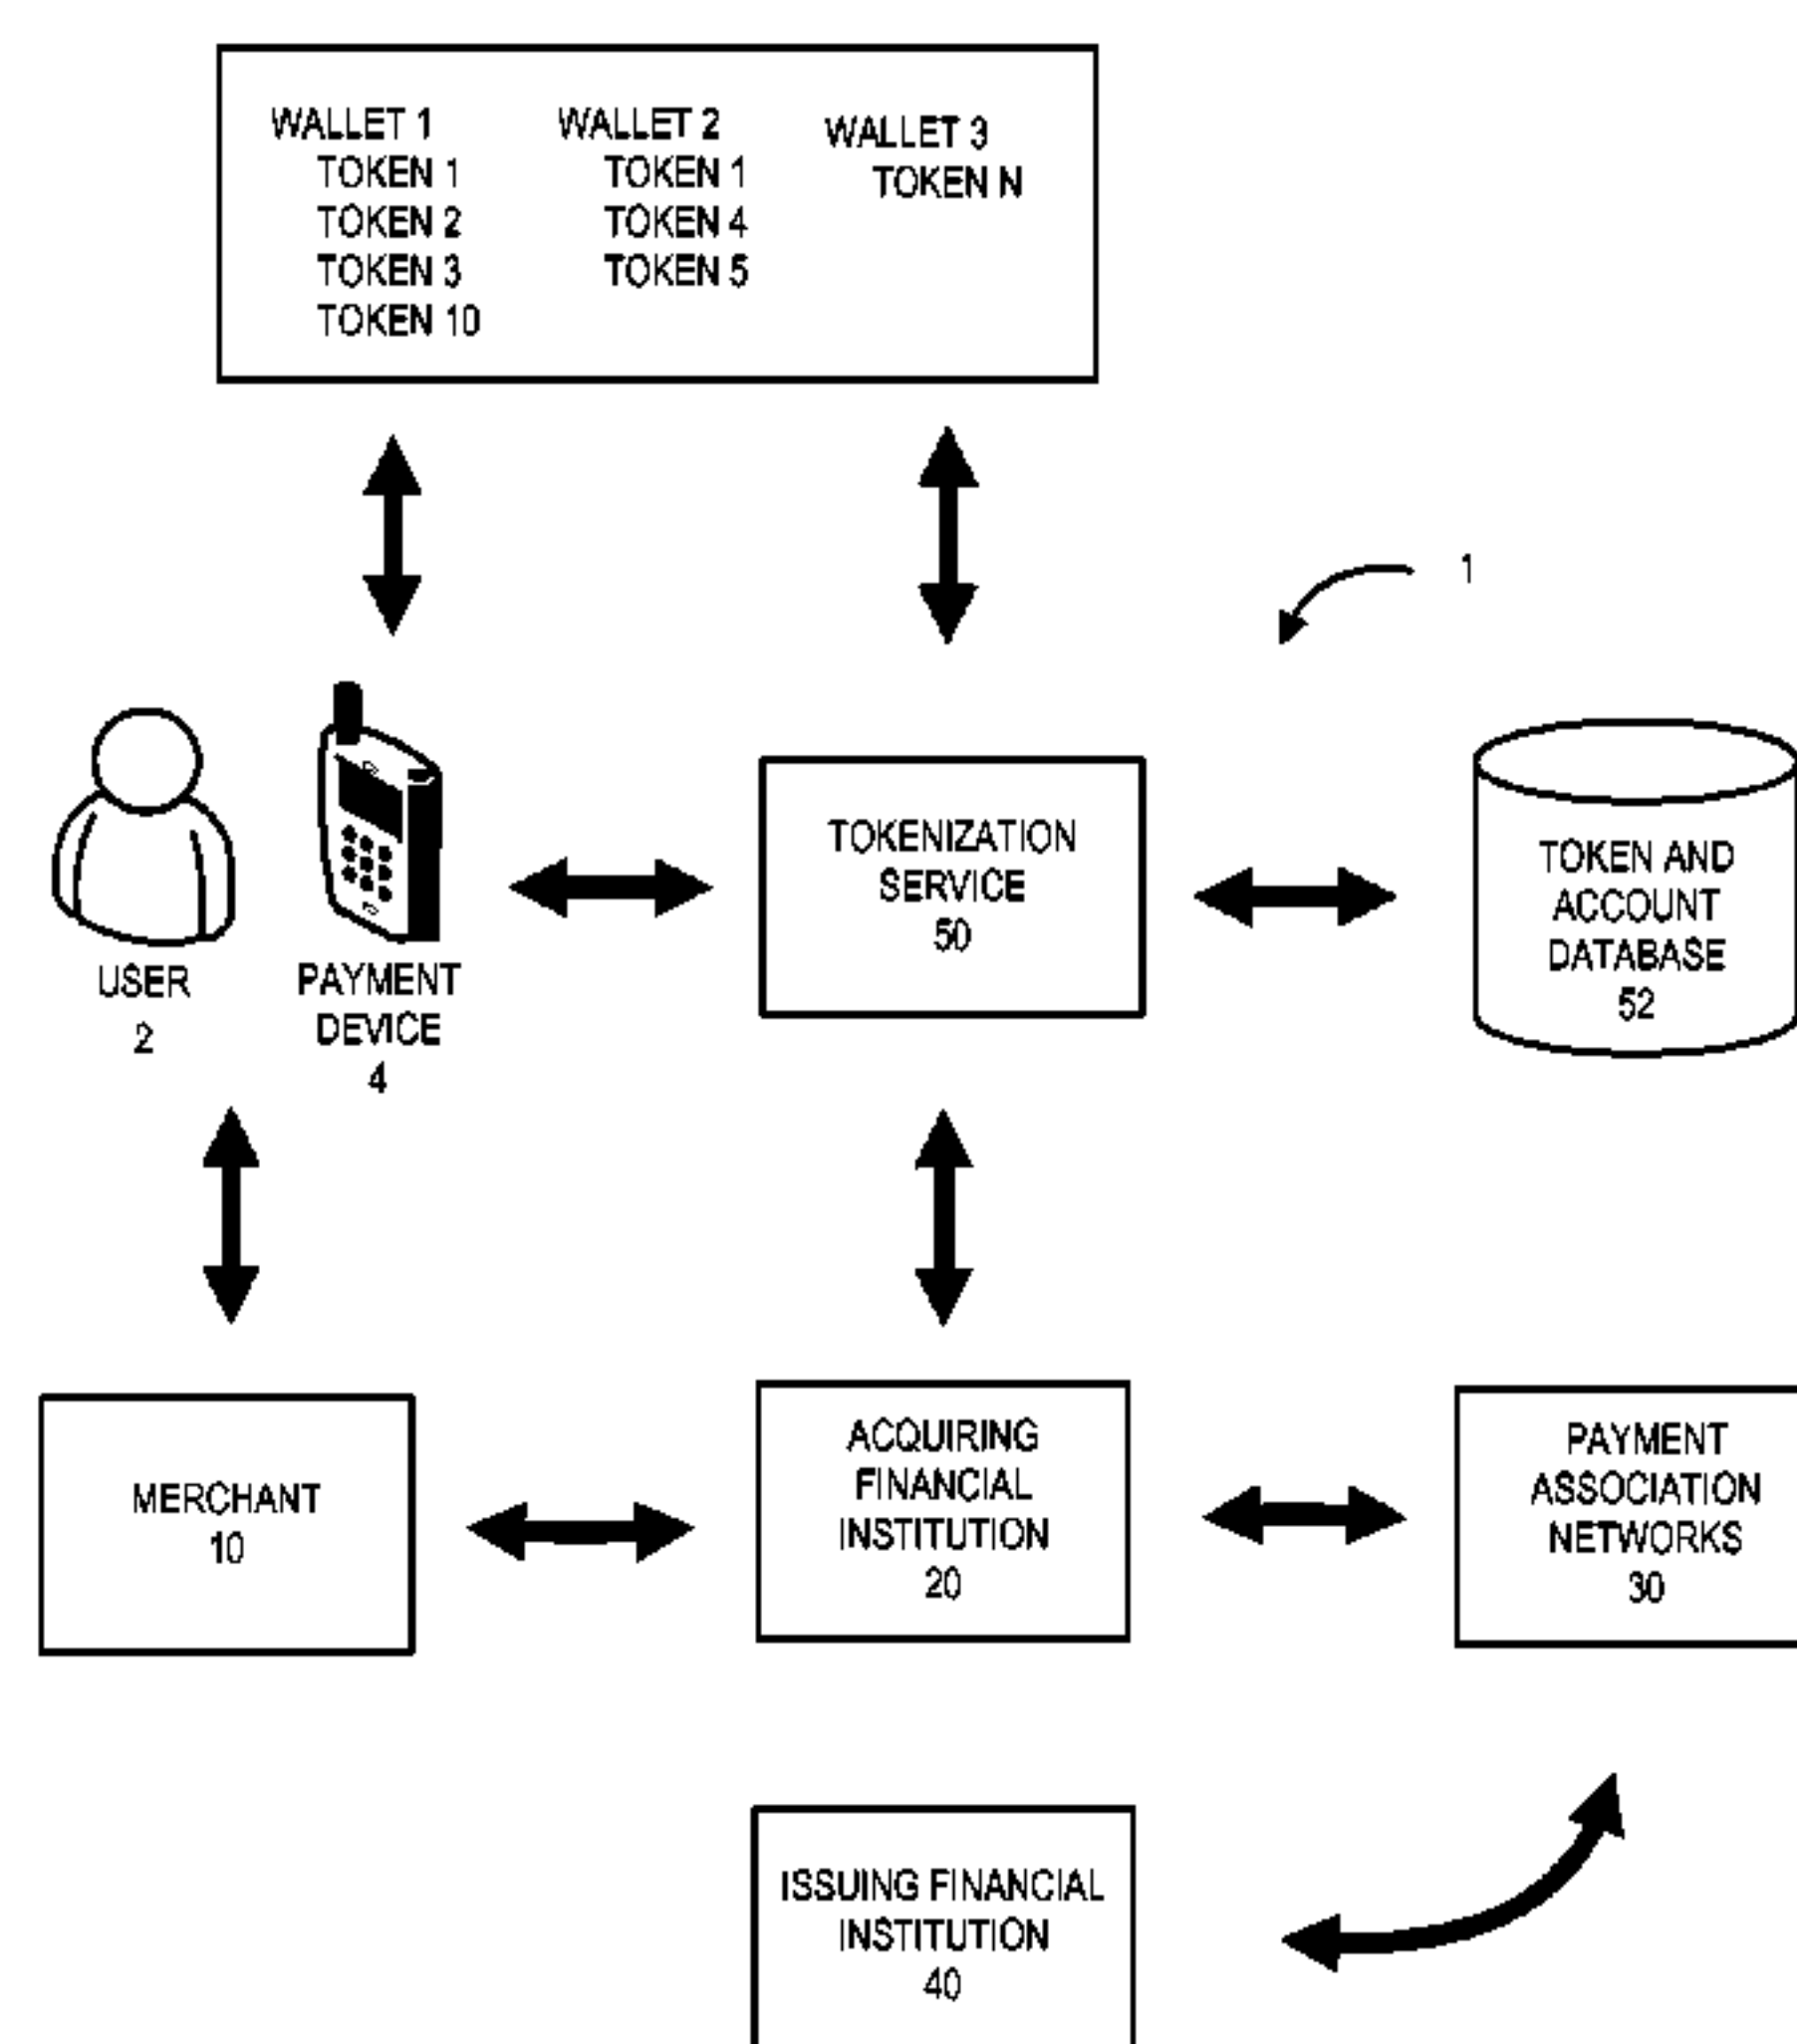 WALLET 1
TOKEN 1
TOKEN 2
TOKEN 3
TOKEN 10
WALLET 2
TOKEN 1
TOKEN 4
TOKEN 5
WALLET 3
TOKEN N
1
USER
2
PAYMENT
DEVICE
4
TOKENIZATION
SERVICE
50
TOKEN AND
ACCOUNT
DATABASE
52
MERCHANT
10
ACQUIRING
FINANCIAL
INSTITUTION
20
PAYMENT
ASSOCIATION
NETWORKS
30
ISSUING FINANCIAL
INSTITUTION
40